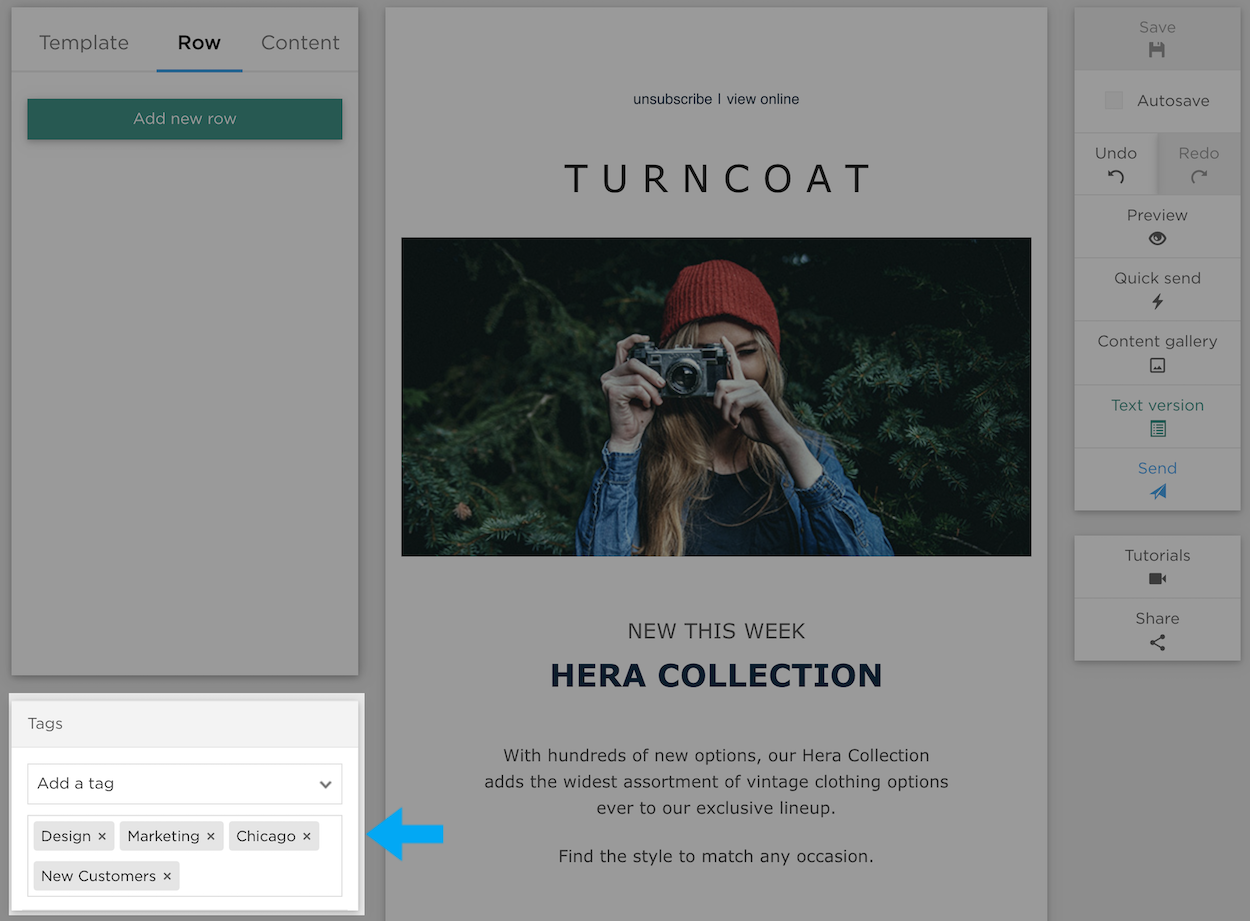 Template Row Content
Add new row
Tags
Add a tag
Design × Marketing × Chicago ×
New Customers ×
unsubscribe | view online
TURNCOAT
NEW THIS WEEK
HERA COLLECTION
With hundreds of new options, our Hera Collection
adds the widest assortment of vintage clothing options
ever to our exclusive lineup.
Find the style to match any occasion.
Save
Autosave
Undo Redo
Preview
Quick send
Content gallery
Text version
Send
Tutorials
Share